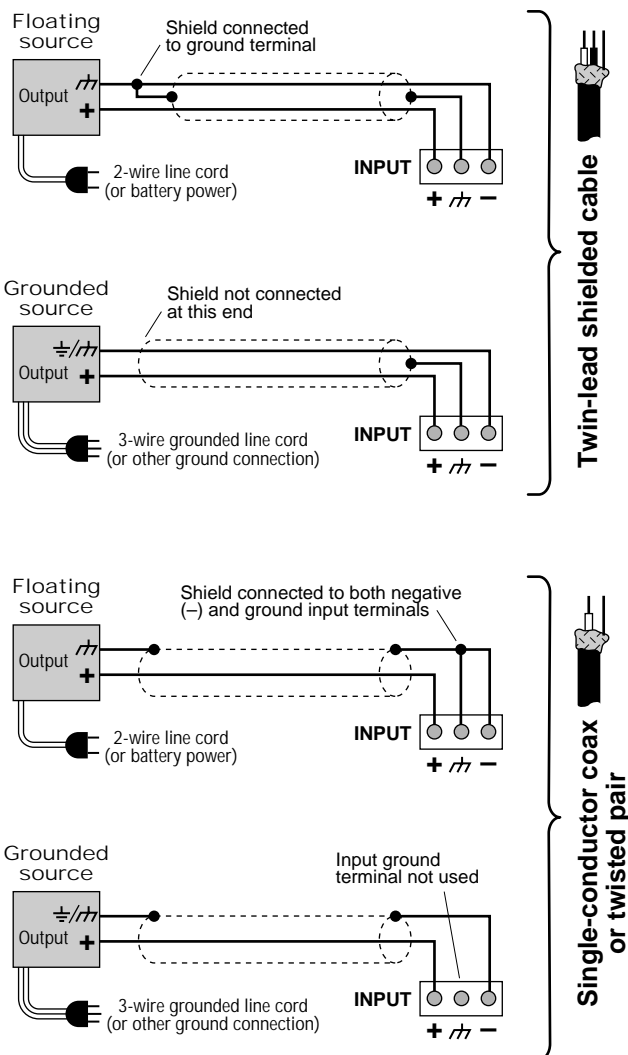 Floating
source
Shield connected
to ground terminal
Output
+
2-wire line cord
(or battery power)
INPUT
+ −
Grounded
source
Shield not connected
at this end
Output +
3-wire grounded line cord
(or other ground connection)
INPUT
+ −
Twin-lead shielded cable
Floating
source
Shield connected to both negative
(–) and ground input terminals
Output
+
2-wire line cord
(or battery power)
INPUT
+ −
Grounded
source
Input ground
terminal not used
Output +
3-wire grounded line cord
(or other ground connection)
INPUT
+ −
Single-conductor coax
or twisted pair